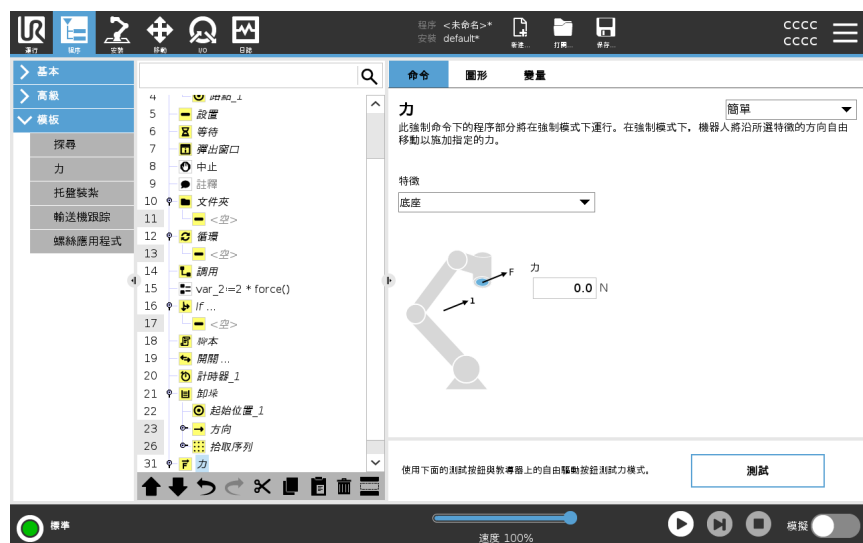 UR
運行
程序
安裝
移動
I/O
日誌
程序 <未命名>*
安裝 default*
新建...
打開...
保存...
CCCC
CCCC
基本
高級
模板
探尋
力
托盤裝紮
輸送機跟踪
螺絲應用程式
4 路點_1
5 設置
6 等待
7 彈出窗口
8 中止
9 註釋
10 文件夾
11 <空>
12 循環
13 <空>
14 調用
15 var_2:=2 * force()
16 If ...
17 <空>
18 腳本
19 開關 ...
20 計時器_1
21 卸垛
22 起始位置_1
23 方向
26 拾取序列
31 力
命令
圖形
變量
力
簡單
此強制命令下的程序部分將在強制模式下運行。在強制模式下，機器人將沿所選特徵的方向自由
移動以施加指定的力。
特徵
底座
F
1
力
0.0 N
使用下面的測試按鈕與教導器上的自由驅動按鈕測試力模式。
測試
標準
速度 100%
模擬